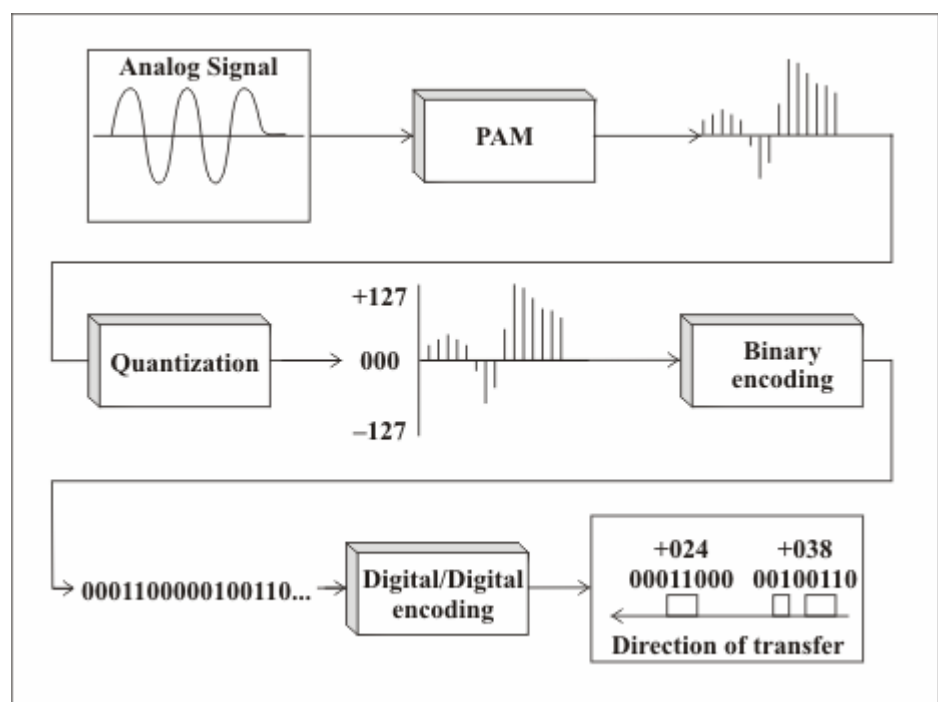 Analog Signal
PAM
+127
Quantization
000
Binary
encoding
–127
0001100000100110...
Digital/Digital
encoding
+024 +038
00011000 00100110
Direction of transfer